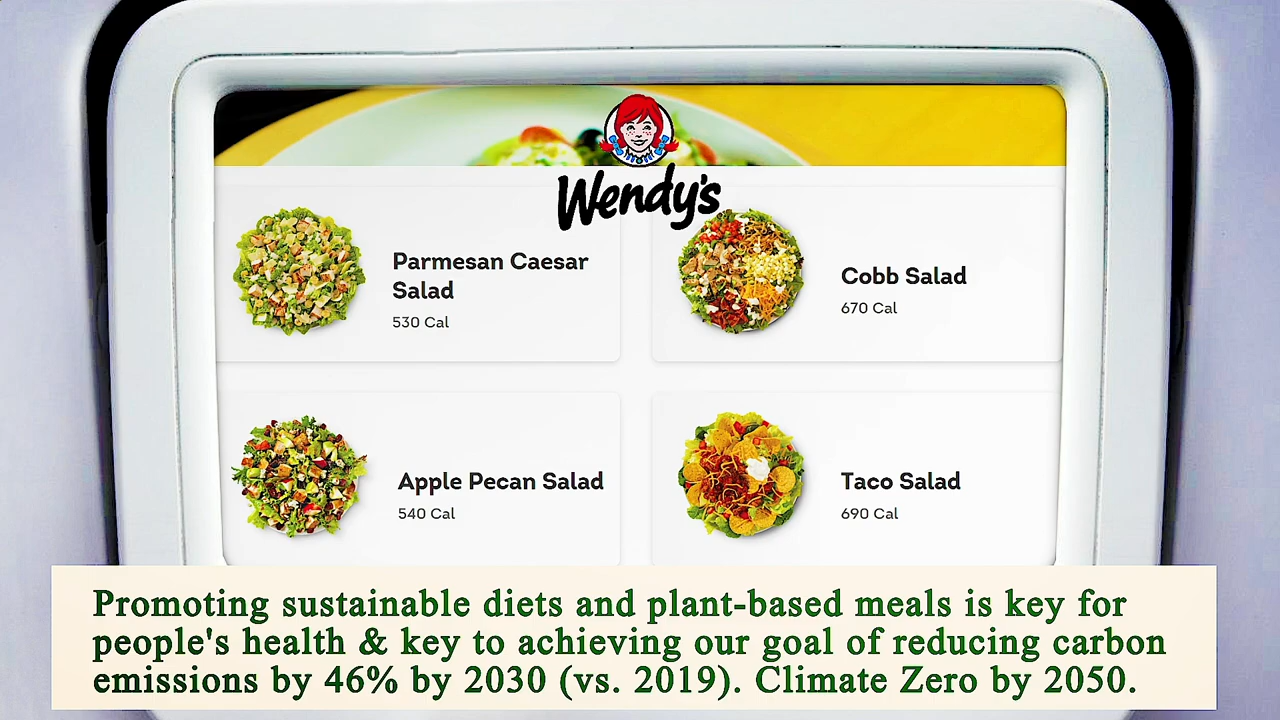 Wendy's
Parmesan Caesar
Salad
530 Cal
Cobb Salad
670 Cal
Apple Pecan Salad
540 Cal
Taco Salad
690 Cal
Promoting sustainable diets and plant-based meals is key for
people's health & key to achieving our goal of reducing carbon
emissions by 46% by 2030 (vs. 2019). Climate Zero by 2050.